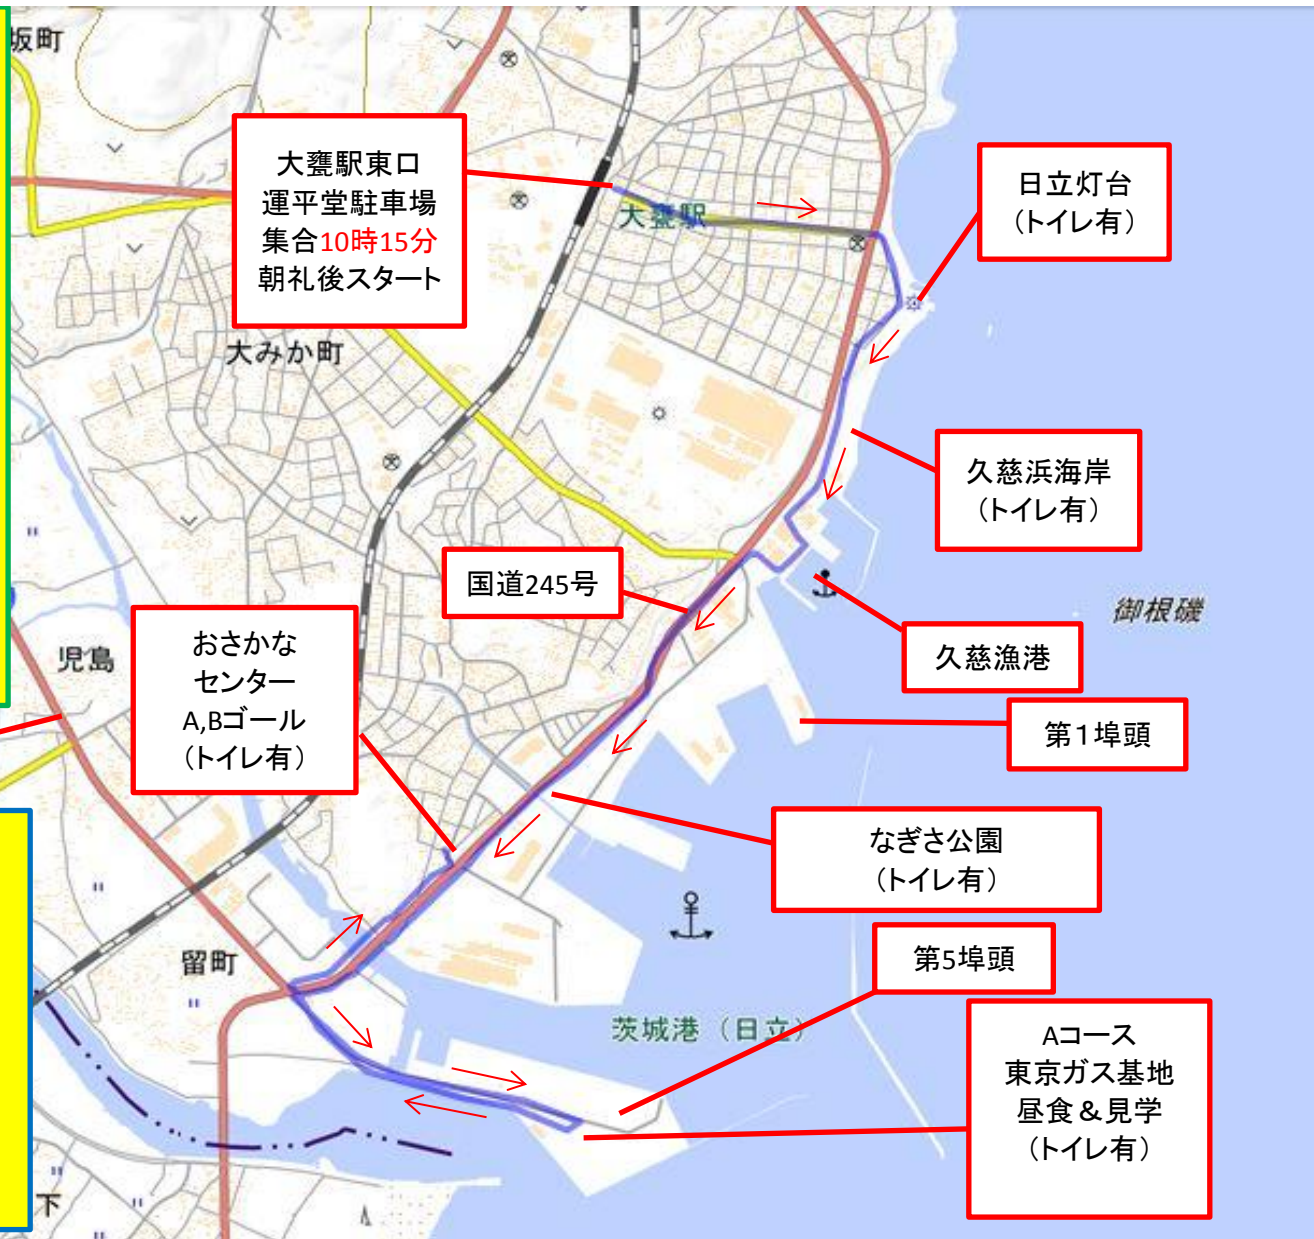 坂町
大甕駅東口
運平堂駐車場
集合10時15分
朝礼後スタート
大甕駅
日立灯台
(トイレ有)
大みか町
久慈浜海岸
(トイレ有)
国道245号
御根磯
久慈漁港
児島
おさかな
センター
A,Bゴール
(トイレ有)
第1埠頭
なぎさ公園
(トイレ有)
留町
第5埠頭
茨城港(日立)
Aコース
東京ガス基地
昼食&見学
(トイレ有)
下